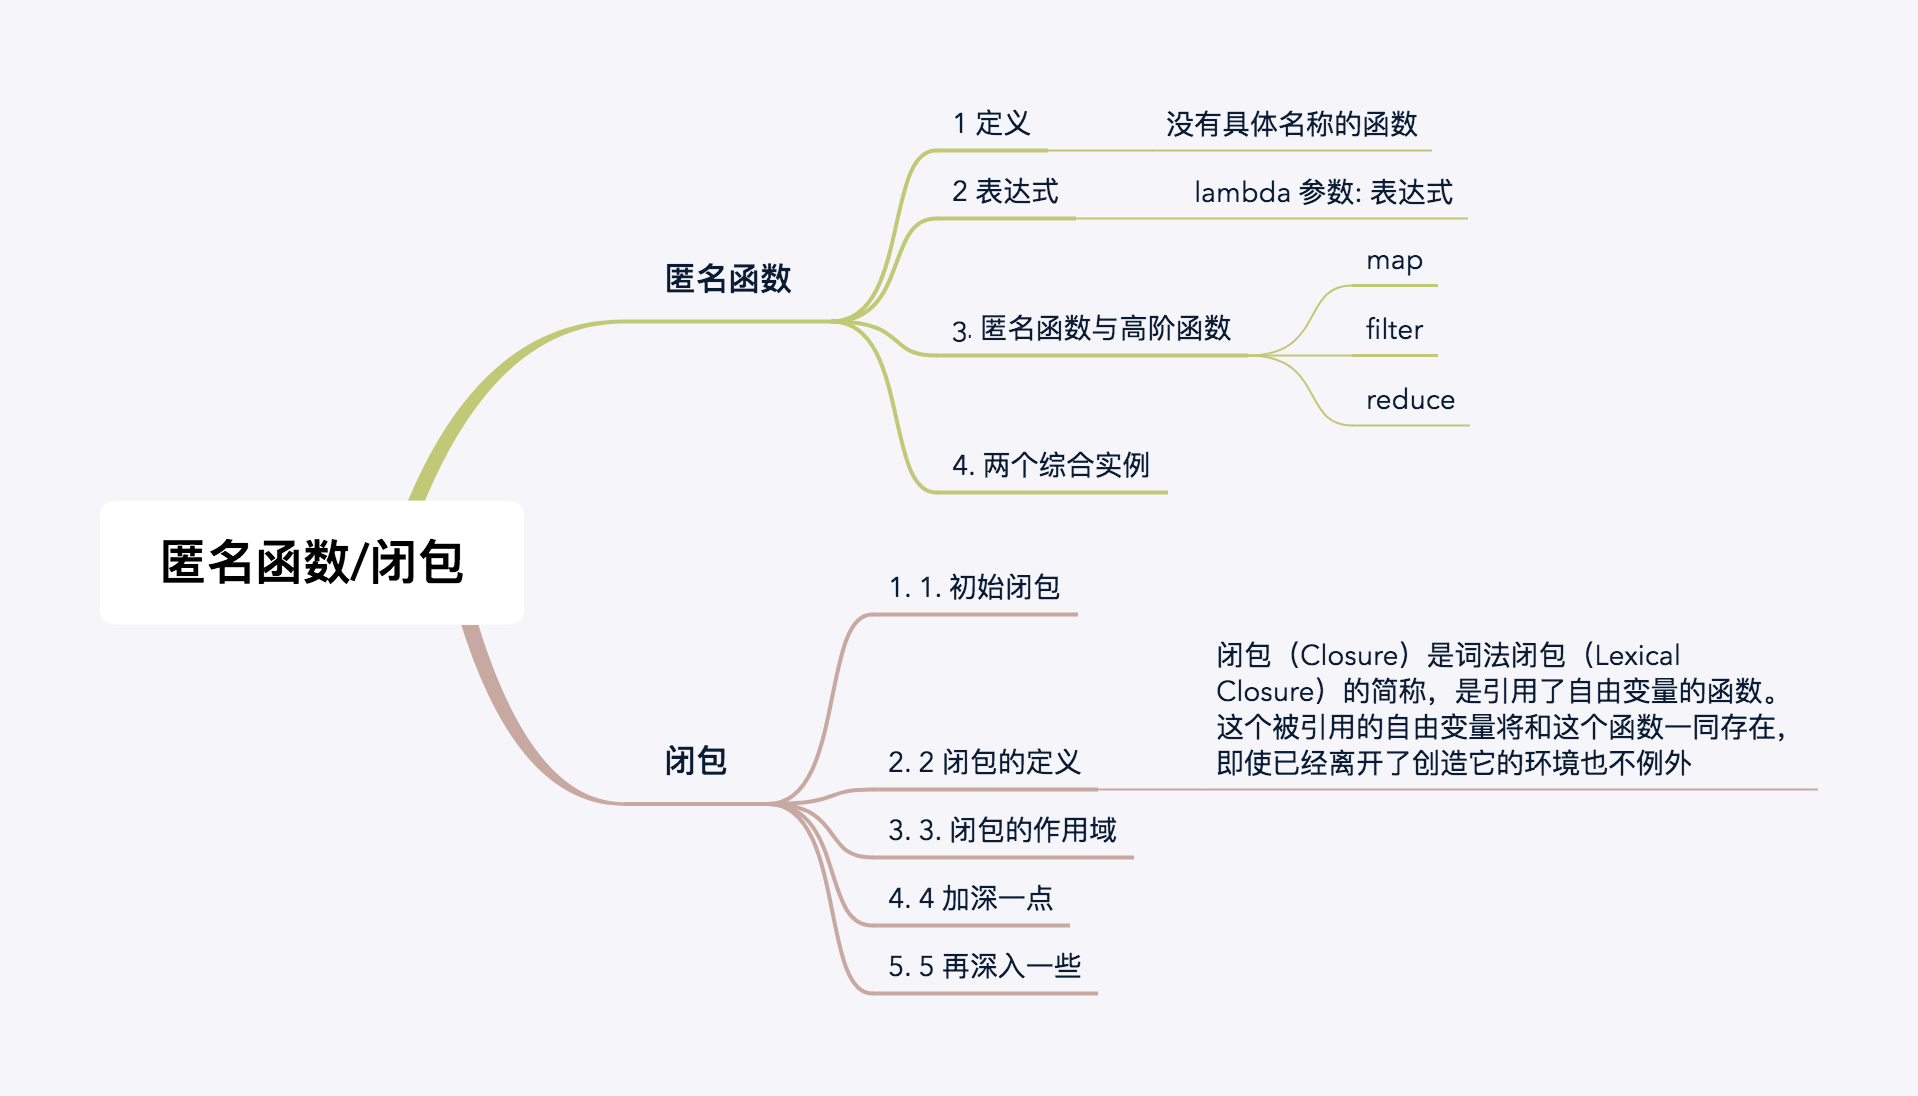 匿名函数/闭包
匿名函数
1 定义
没有具体名称的函数
2 表达式
lambda 参数: 表达式
3. 匿名函数与高阶函数
map
filter
reduce
4. 两个综合实例
闭包
1. 1. 初始闭包
2. 2 闭包的定义
闭包（Closure）是词法闭包（Lexical
Closure）的简称，是引用了自由变量的函数。
这个被引用的自由变量将和这个函数一同存在，
即使已经离开了创造它的环境也不例外
3. 3. 闭包的作用域
4. 4 加深一点
5. 5 再深入一些